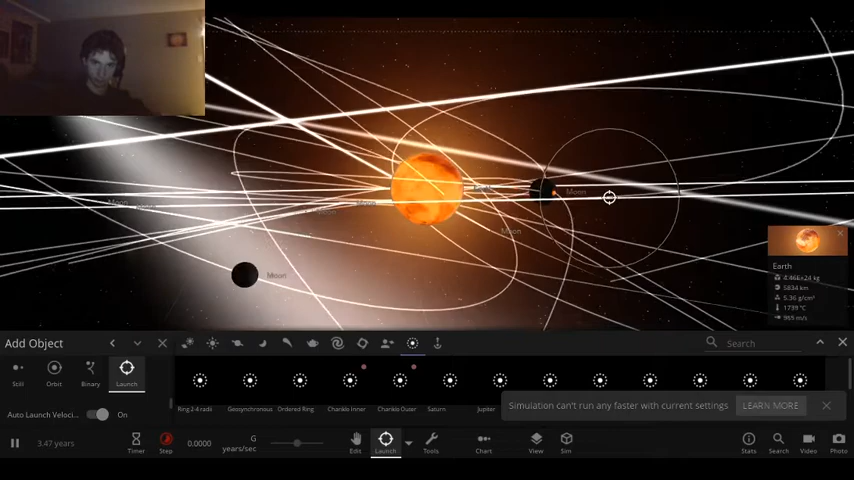 Moon
Moon
Moon
Moon
Moon
Earth
4.46E+24 kg
5834 km
5.36 g/cm³
1739 °C
Add Object
Search
Still
Orbit
Binary
Launch
Ring 2-4 radii
Geosynchronous
Ordered Ring
Chariklo Inner
Chariklo Outer
Saturn
Jupiter
Simulation can't run any faster with current settings
LEARN MORE
Auto Launch Veloci...
On
3.47 years
Timer
Step
0.0000
G
years/sec
Edit
Launch
Tools
Chart
View
Sim
Stats
Search
Video
Photo